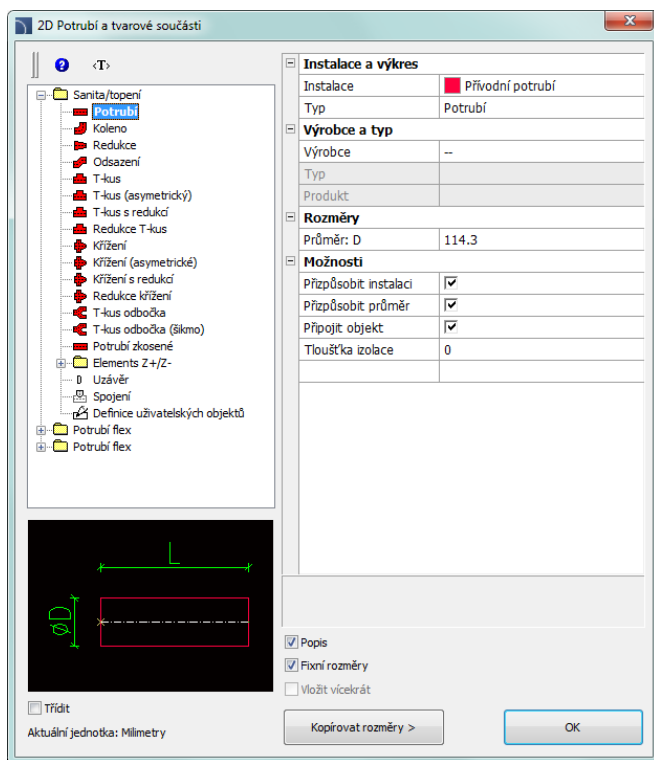 2D Potrubí a tvarové součásti
‹T›
Sanita/topení
Potrubí
Koleno
Redukce
Odsazení
T-kus
T-kus (asymetrický)
T-kus s redukcí
Redukce T-kus
Křížení
Křížení (asymetrické)
Křížení s redukcí
Redukce křížení
T-kus odbočka
T-kus odbočka (šikmo)
Potrubí zkosené
Elements Z+/Z-
Uzávěr
Spojení
Definice uživatelských objektů
Potrubí flex
Potrubí flex
L
ØD
Třídit
Aktuální jednotka: Milimetry
Instalace a výkres
Instalace Přívodní potrubí
Typ Potrubí
Výrobce a typ
Výrobce --
Typ
Produkt
Rozměry
Průměr: D 114.3
Možnosti
Přizpůsobit instalaci
Přizpůsobit průměr
Připojit objekt
Tloušťka izolace 0
Popis
Fixní rozměry
Vložit vícekrát
Kopírovat rozměry > OK